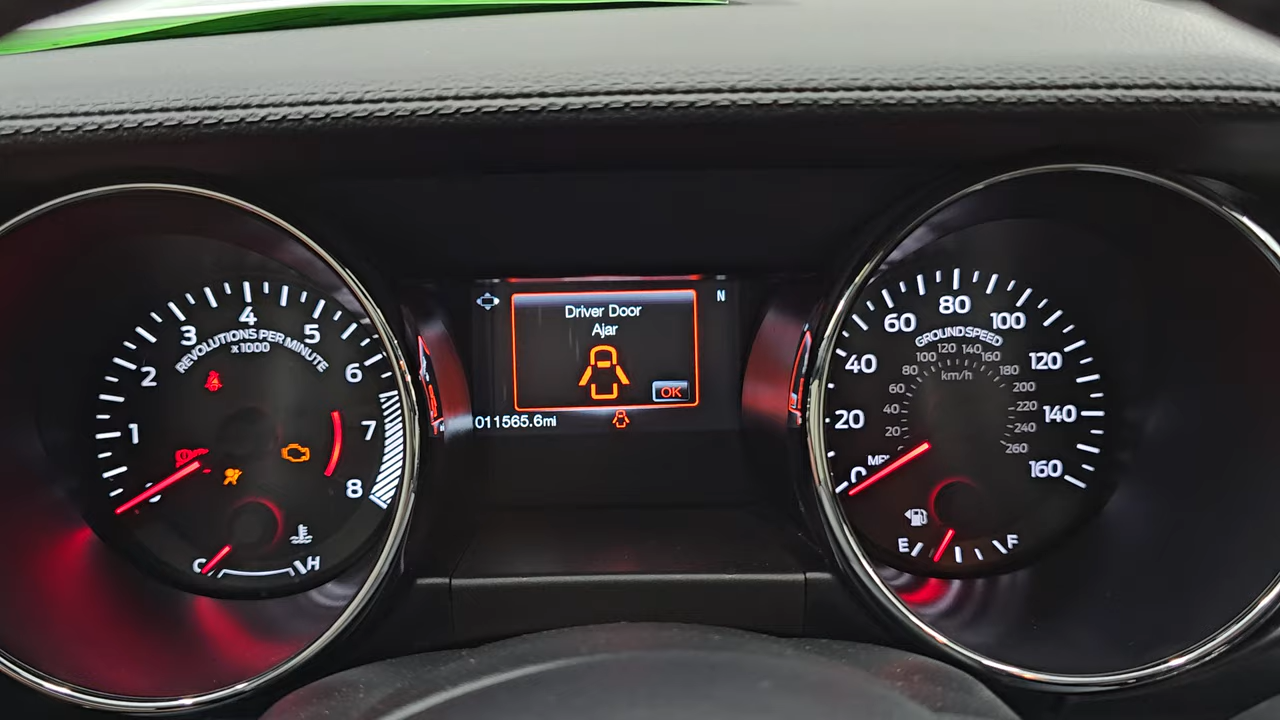 REVOLUTIONS PER MINUTE
x1000
1
2
3
4
5
6
7
8
C
H
Driver Door
Ajar
OK
N
011565.6mi
GROUND SPEED
0
20
40
60
80
100
120
140
160
km/h
20
40
60
80
100
120
140
160
180
200
220
240
260
E
F